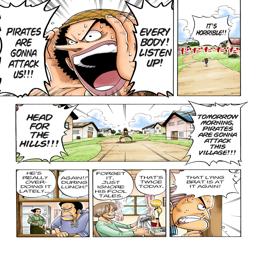 EVERY
BODY!
LISTEN
UP!
PIRATES
ARE
GONNA
ATTACK
US!!!
IT'S
HORRIBLE!!
TOMORROW
MORNING,
PIRATES
ARE GONNA
ATTACK
THIS
VILLAGE!!!
HEAD
FOR
THE
HILLS!!!
HE'S
REALLY
OVER-
DOING IT
LATELY...
AGAIN!?
DURING
LUNCH?
FORGET
IT.
JUST
IGNORE
HIS FOOL
TALES.
THAT'S
TWICE
TODAY.
THAT LYING
BRAT IS AT
IT AGAIN!